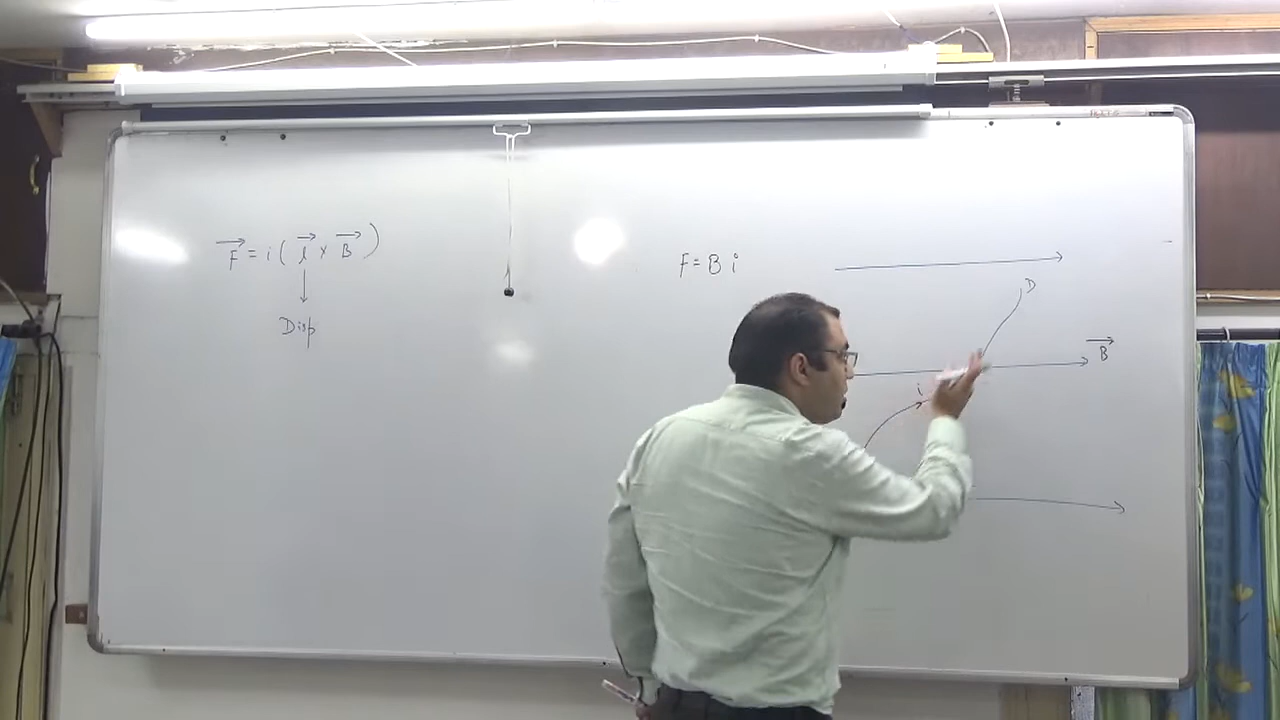 F = i ( l × B )
Disp
F = B i
D
B
i